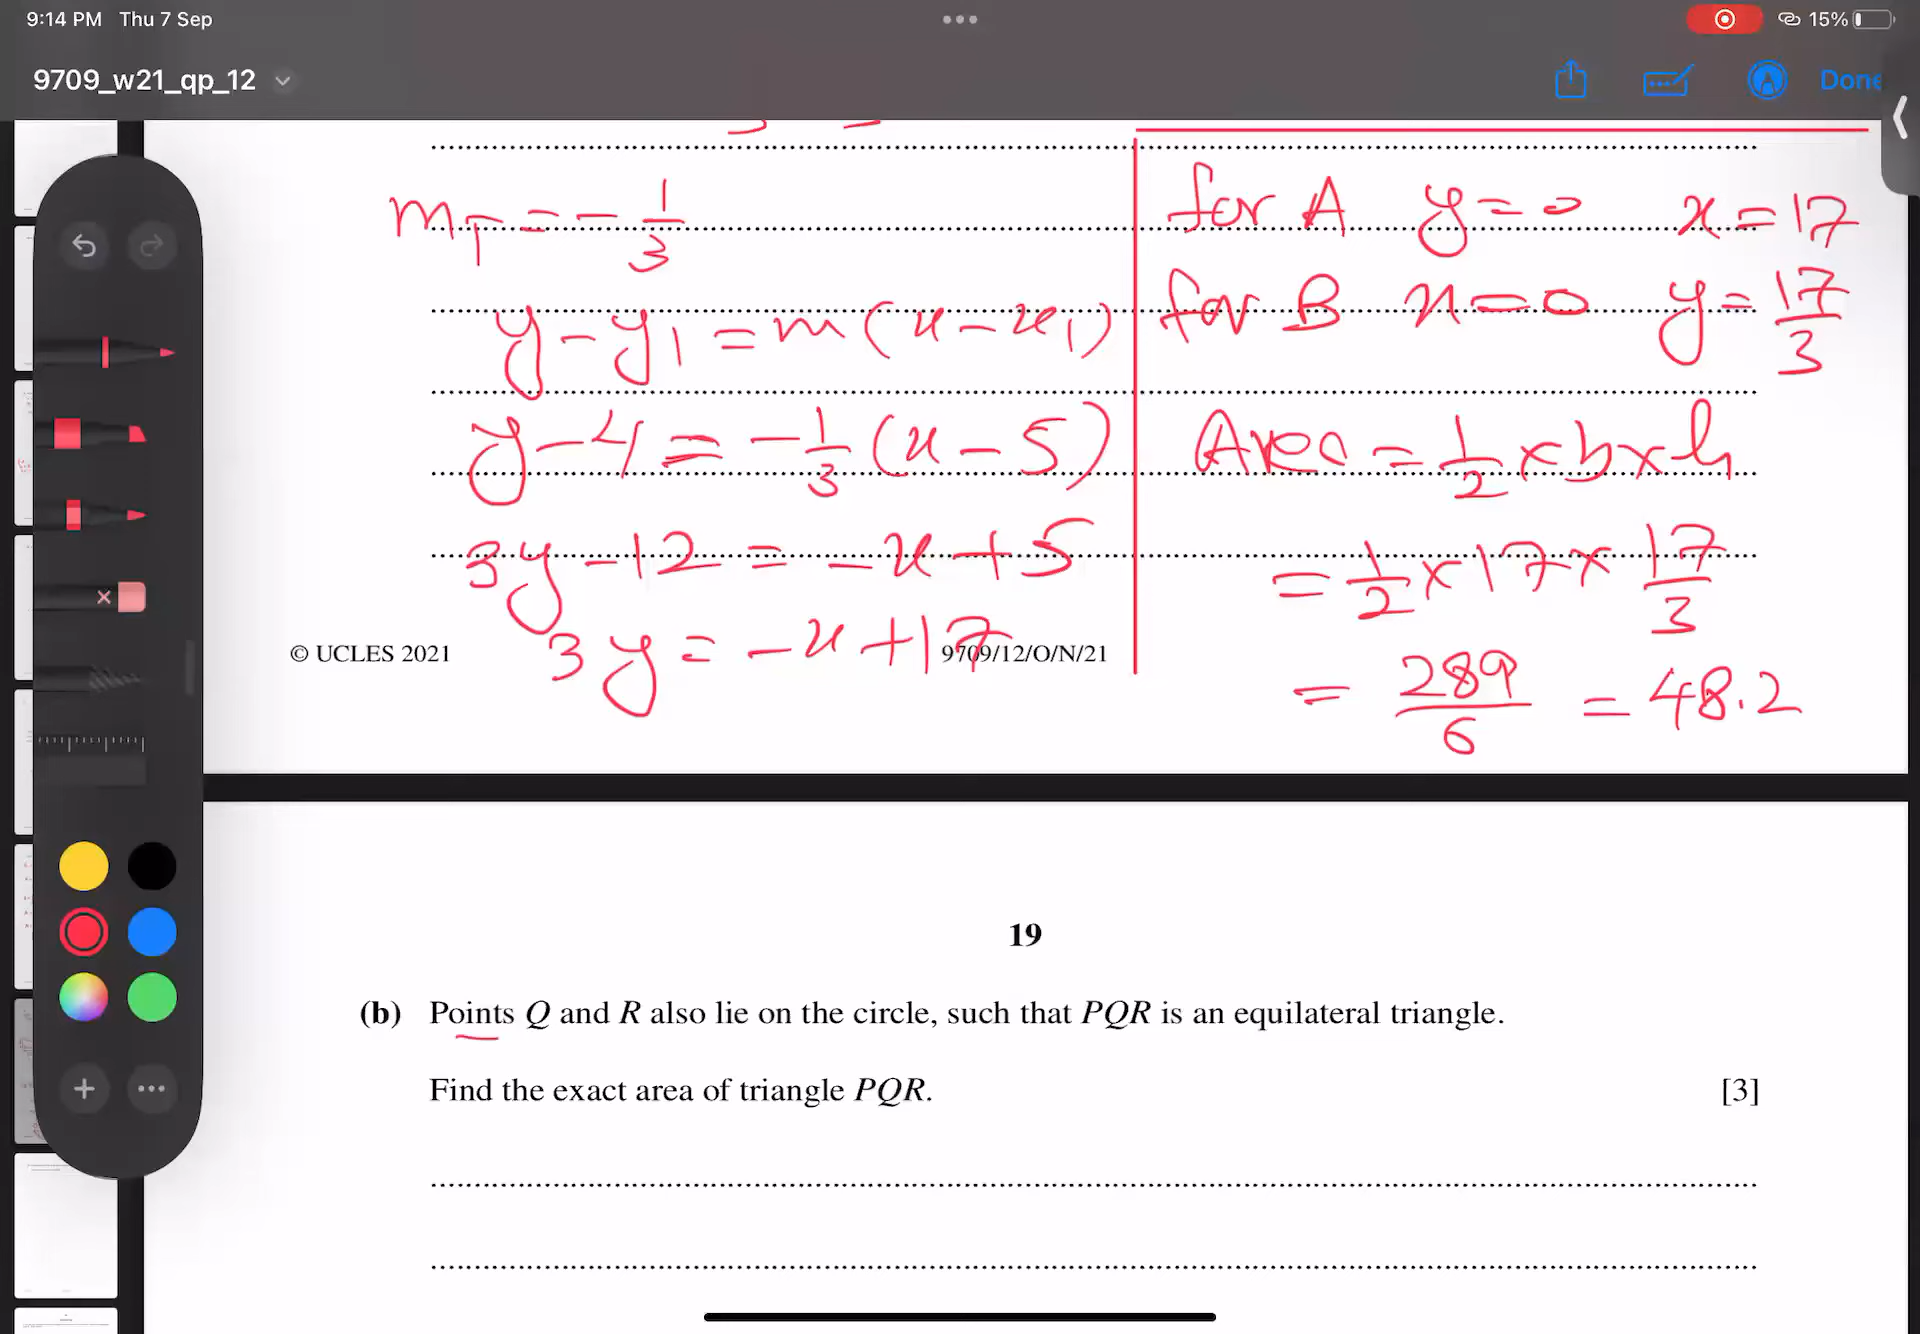 9:14 PM Thu 7 Sep
15%
9709_w21_qp_12
Done
m_T = -1/3
y - y₁ = m(x - x₁)
y - 4 = -1/3 (x - 5)
3y - 12 = -x + 5
3y = -x + 17
for A y = 0 x = 17
for B x = 0 y = 17/3
Area = 1/2 × b × h
= 1/2 × 17 × 17/3
= 289/6 = 48.2
© UCLES 2021
9709/12/O/N/21
19
(b) Points Q and R also lie on the circle, such that PQR is an equilateral triangle.
Find the exact area of triangle PQR. [3]